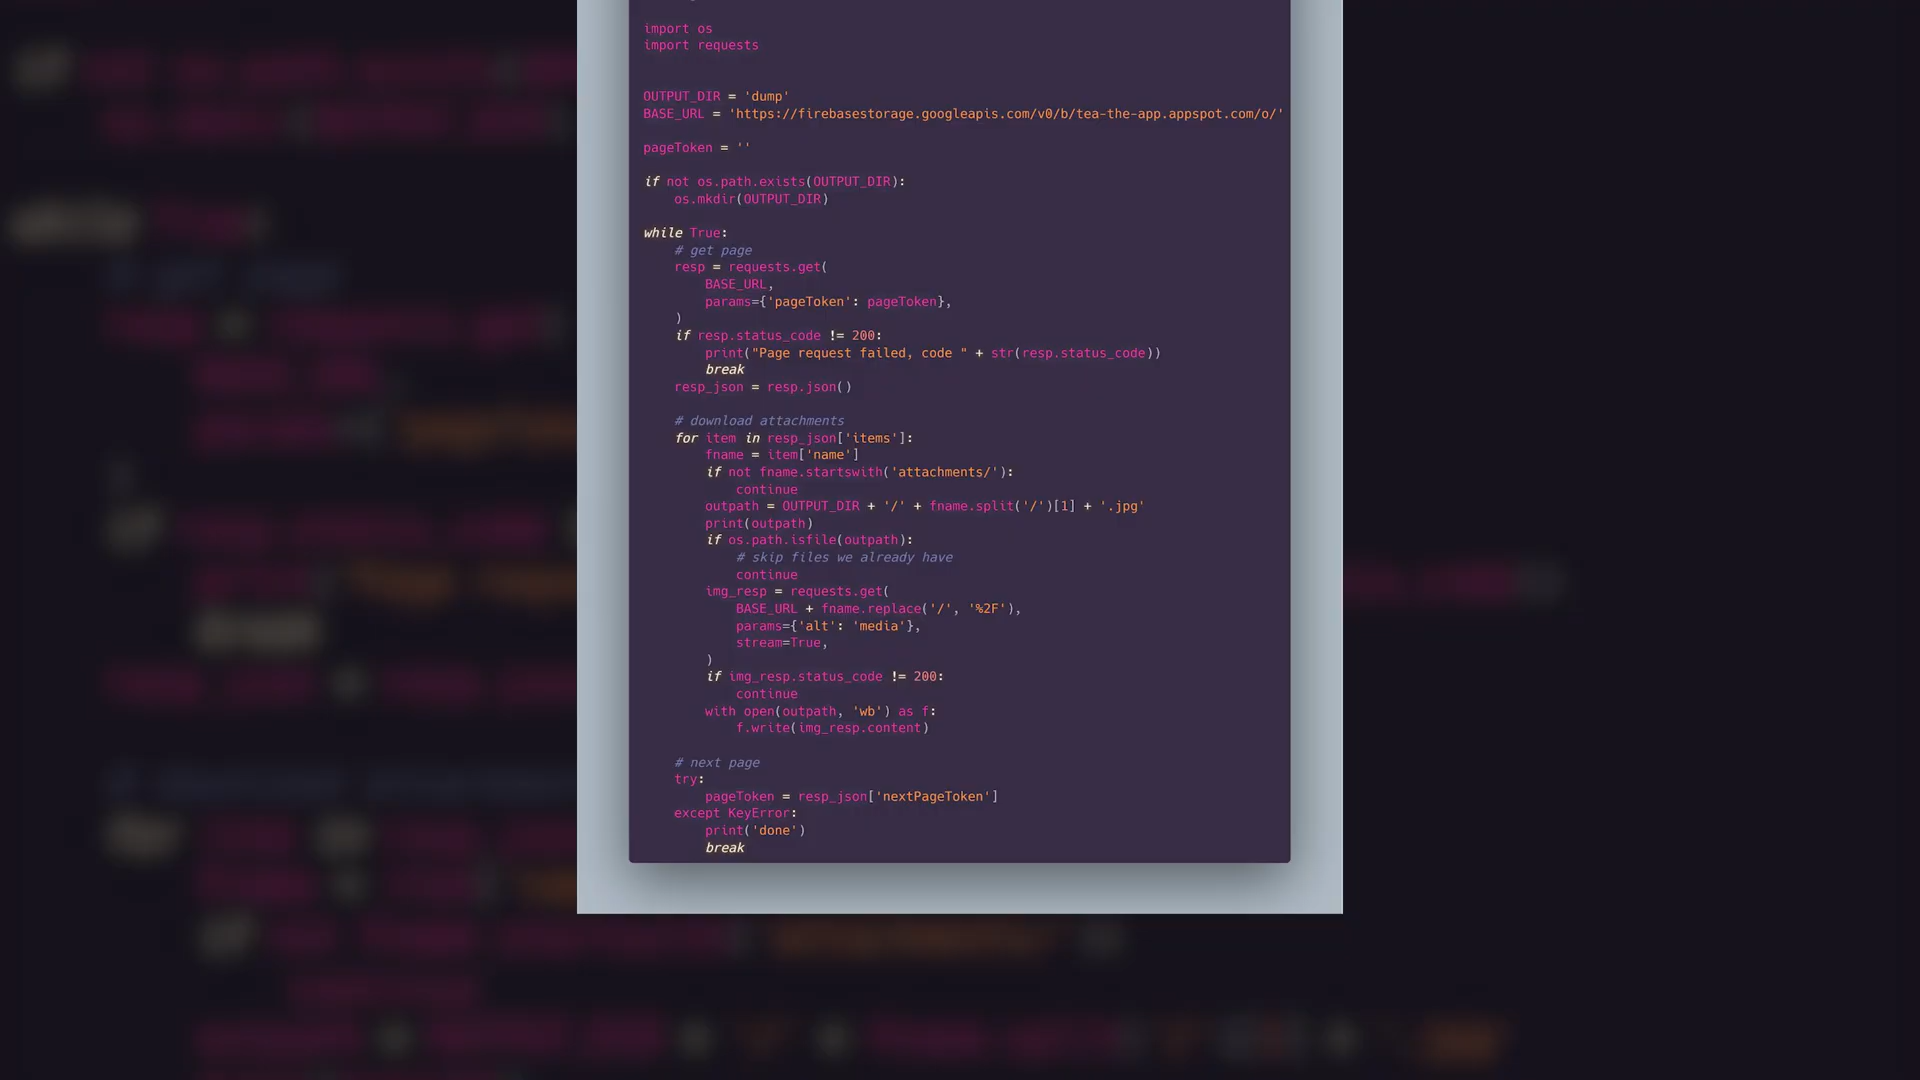 import os
import requests
OUTPUT_DIR = 'dump'
BASE_URL = 'https://firebasestorage.googleapis.com/v0/b/tea-the-app.appspot.com/o/'
pageToken = ''
if not os.path.exists(OUTPUT_DIR):
    os.mkdir(OUTPUT_DIR)
while True:
    # get page
    resp = requests.get(
        BASE_URL,
        params={'pageToken': pageToken},
    )
    if resp.status_code != 200:
        print("Page request failed, code " + str(resp.status_code))
        break
    resp_json = resp.json()
    # download attachments
    for item in resp_json['items']:
        fname = item['name']
        if not fname.startswith('attachments/'):
            continue
        outpath = OUTPUT_DIR + '/' + fname.split('/')[1] + '.jpg'
        print(outpath)
        if os.path.isfile(outpath):
            # skip files we already have
            continue
        img_resp = requests.get(
            BASE_URL + fname.replace('/', '%2F'),
            params={'alt': 'media'},
            stream=True,
        )
        if img_resp.status_code != 200:
            continue
        with open(outpath, 'wb') as f:
            f.write(img_resp.content)
    # next page
    try:
        pageToken = resp_json['nextPageToken']
    except KeyError:
        print('done')
        break